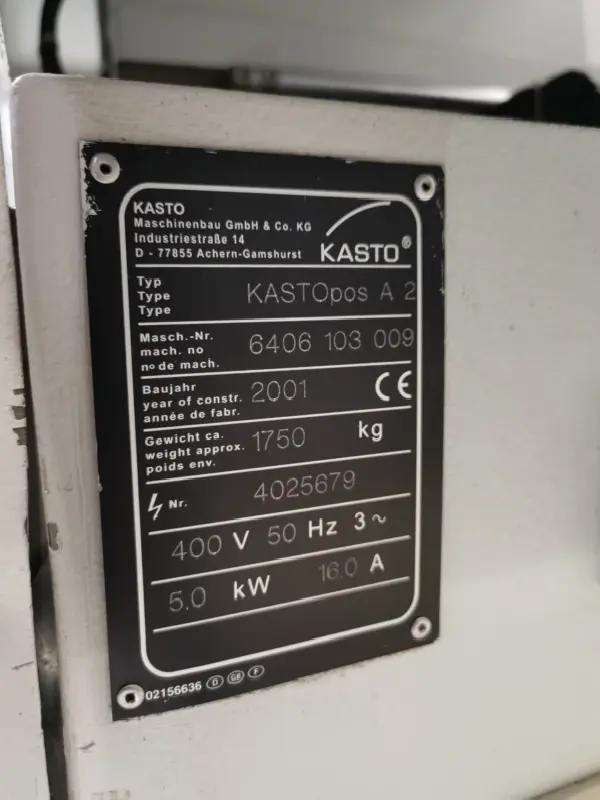 KASTO
Maschinenbau GmbH & Co. KG
Industriestraße 14
D - 77855 Achern-Gamshurst
KASTO®
Typ
Type
Type
KASTOpos A 2
Masch.-Nr.
mach. no
no de mach.
6406 103 009
Baujahr
year of constr.
année de fabr.
2001
CE
Gewicht ca.
weight approx.
poids env.
1750 kg
Nr. 4025679
400 V 50 Hz 3~
5.0 kW 16.0 A
02156636 D GB F